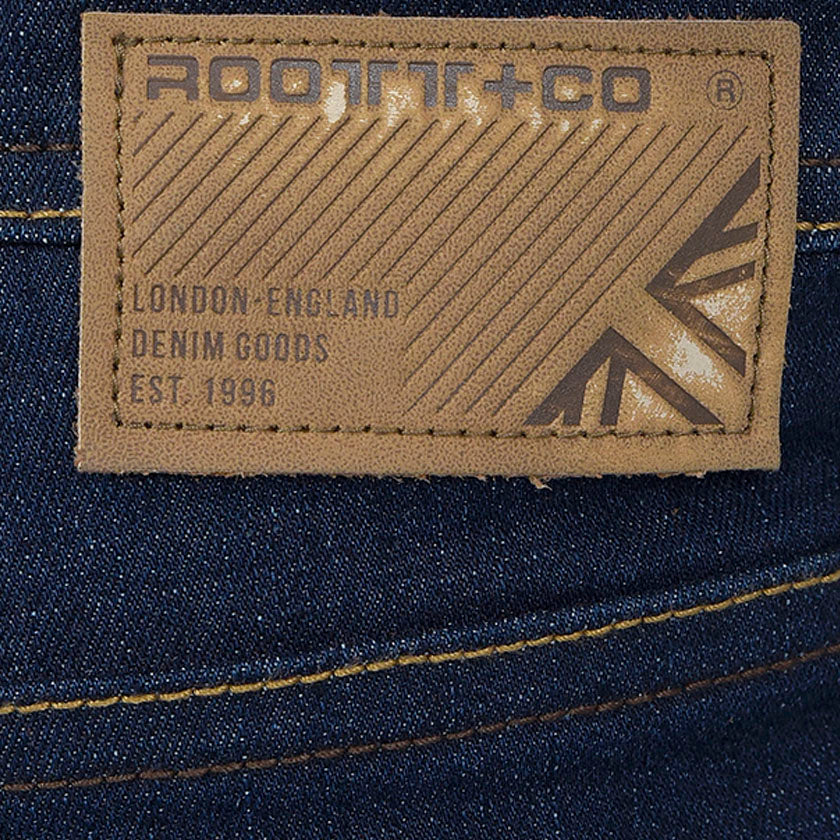 ROOTTT+CO ®
LONDON-ENGLAND
DENIM GOODS
EST. 1996